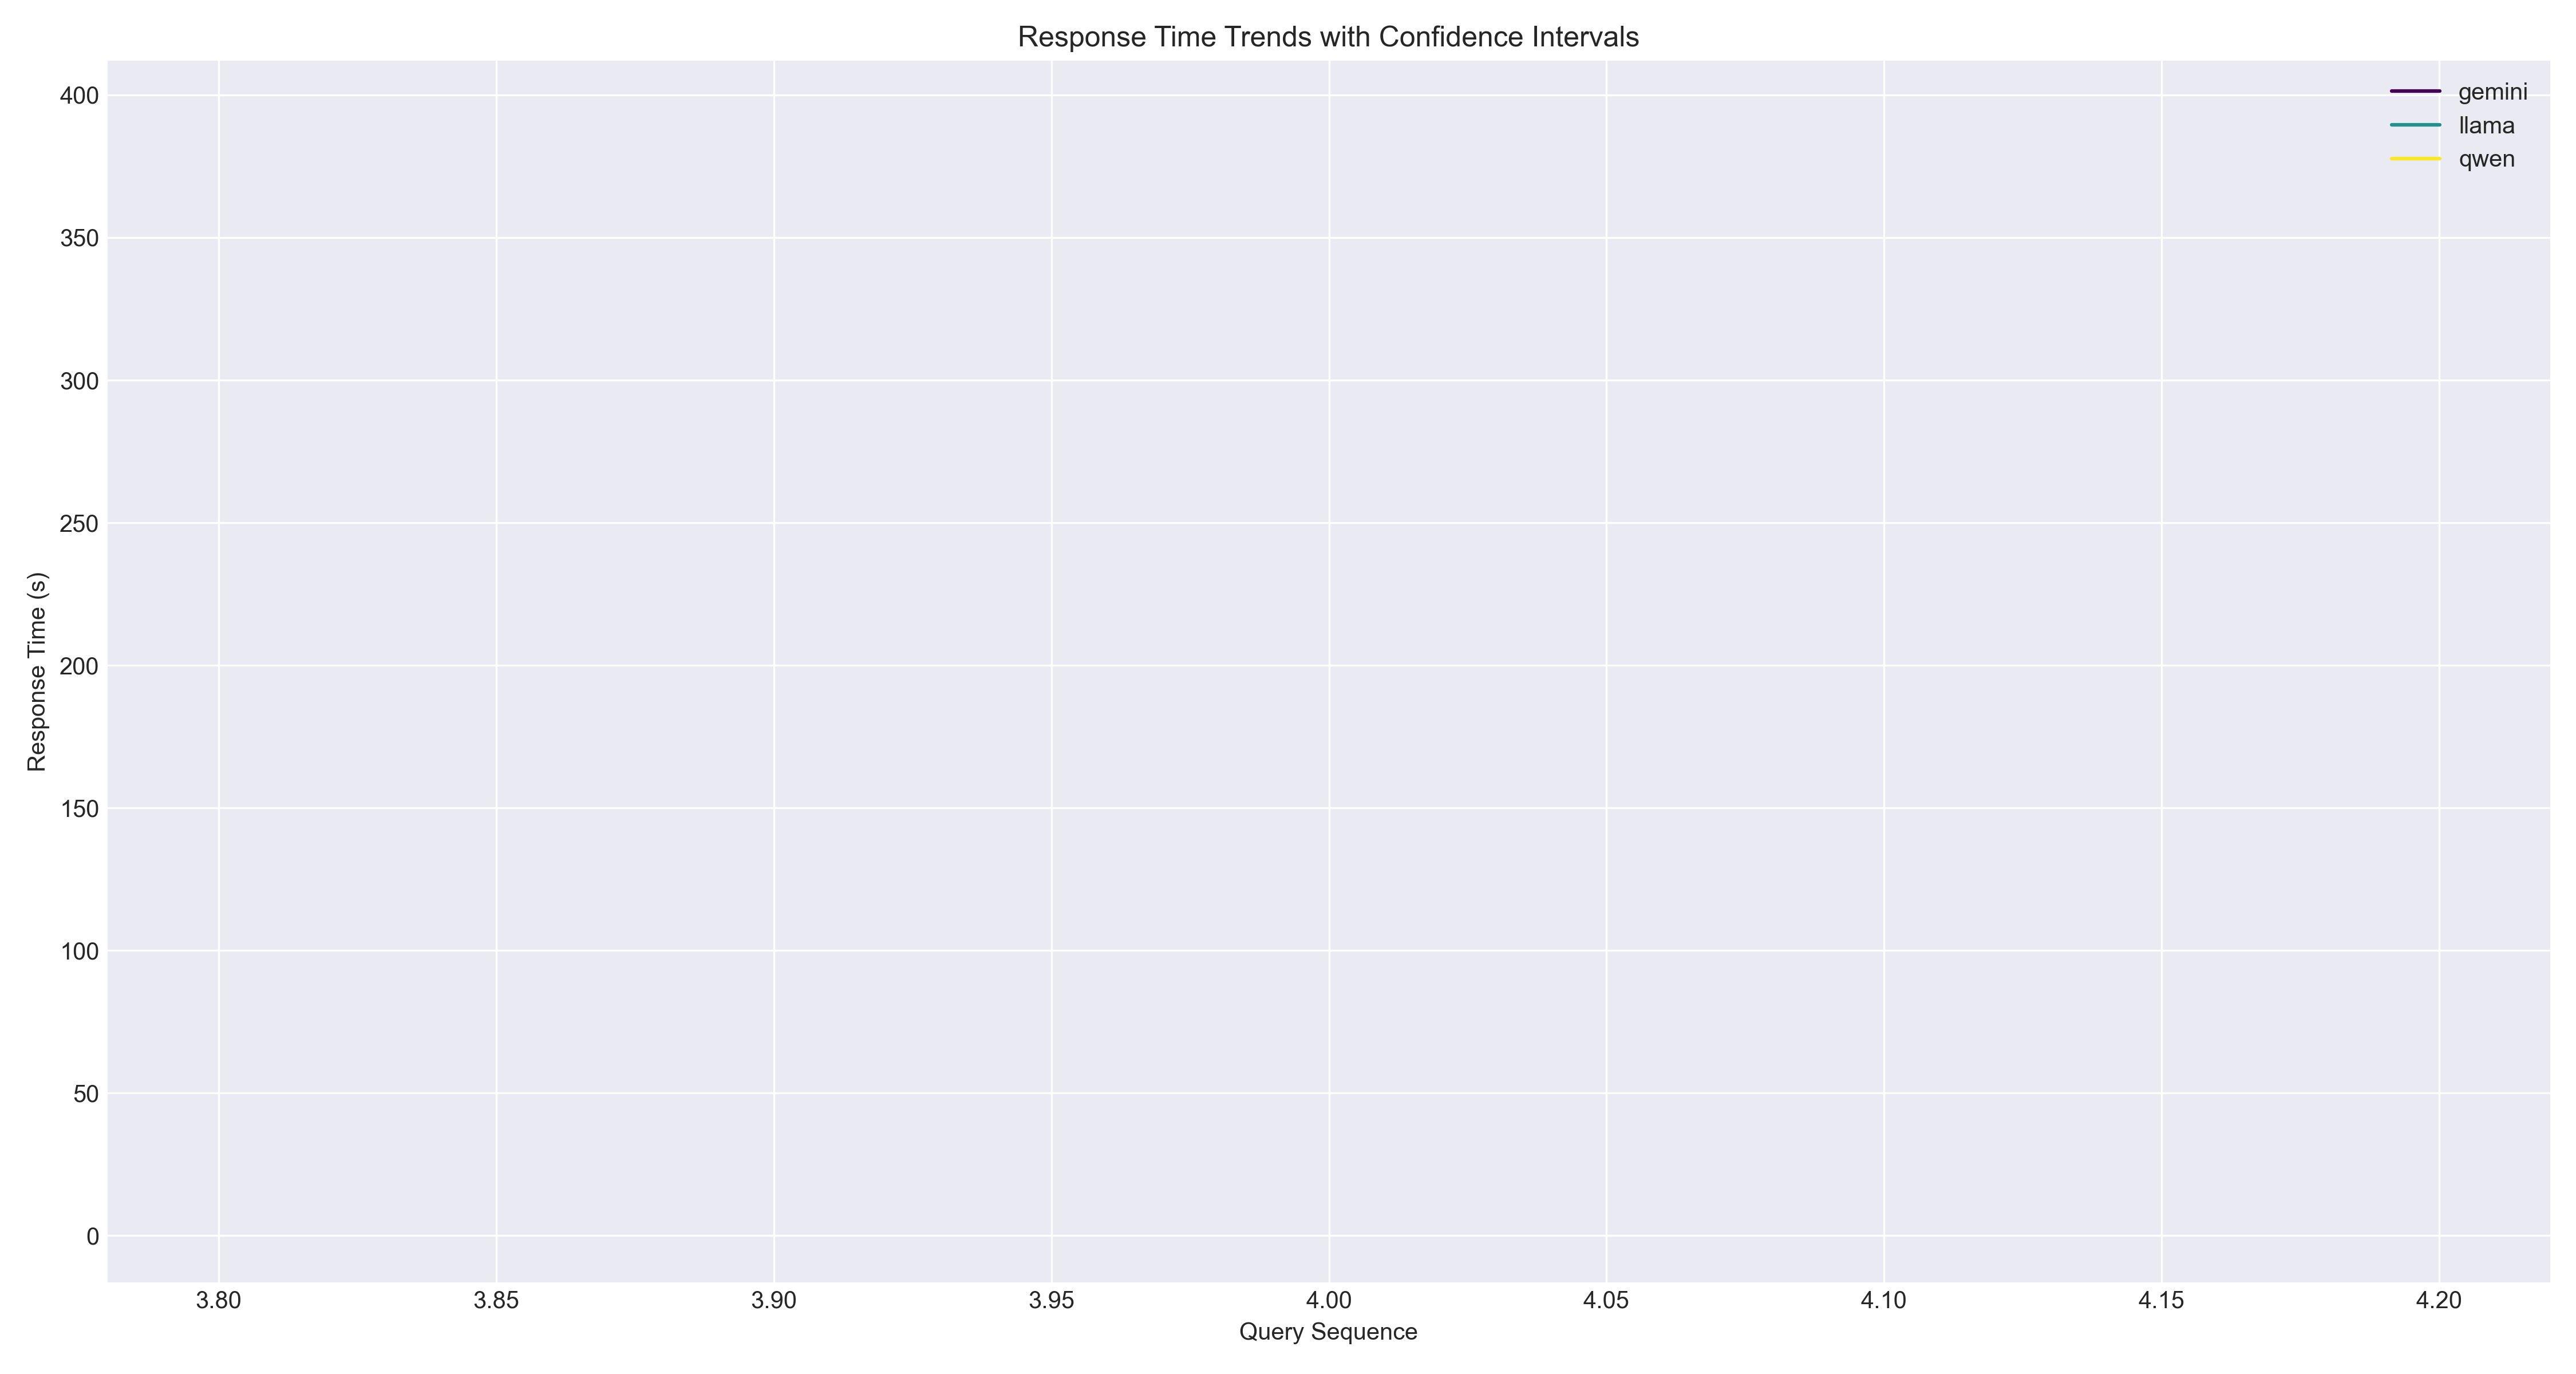 Response Time Trends with Confidence Intervals
gemini
llama
qwen
400
350
300
250
200
150
100
50
0
Response Time (s)
3.80 3.85 3.90 3.95 4.00 4.05 4.10 4.15 4.20
Query Sequence